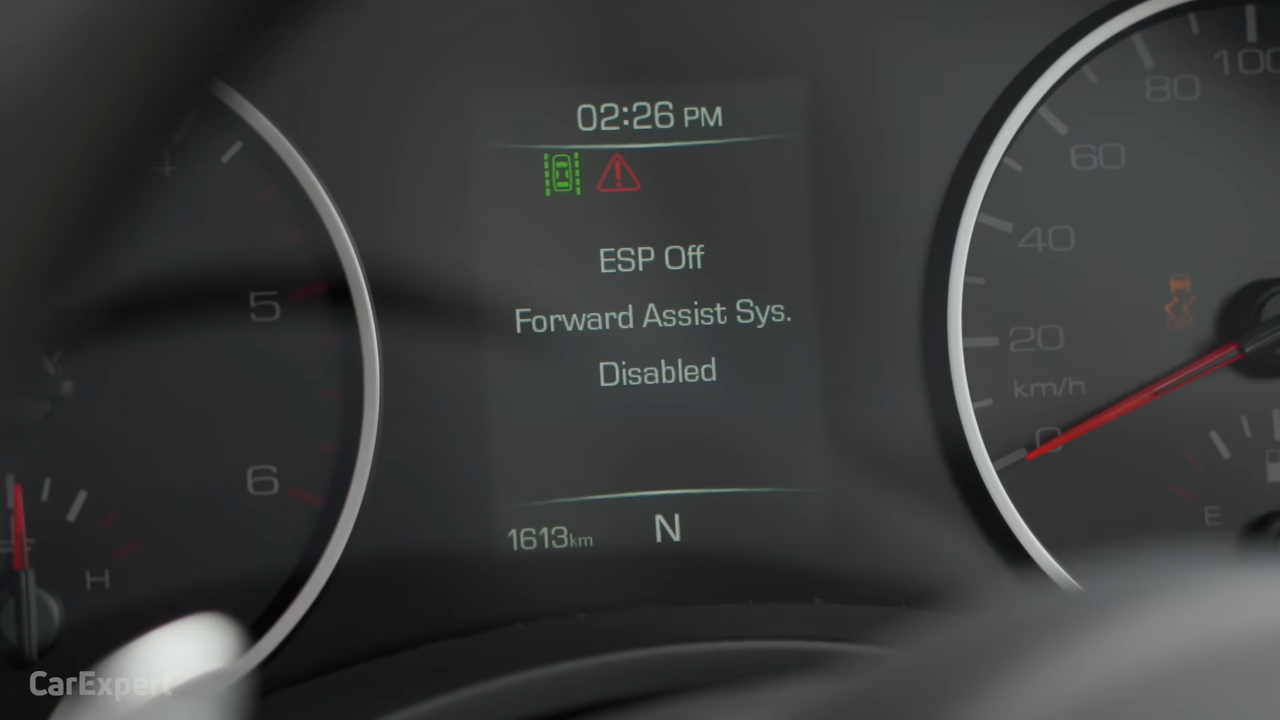 02:26 PM
ESP Off
Forward Assist Sys.
Disabled
1613km
N
5
6
H
100
80
60
40
20
km/h
0
OFF
E
CarExpert